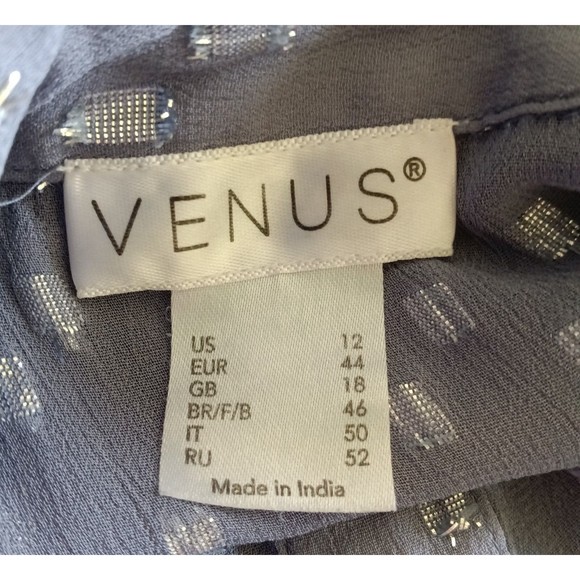 VENUS®
US 12
EUR 44
GB 18
BR/F/B 46
IT 50
RU 52
Made in India